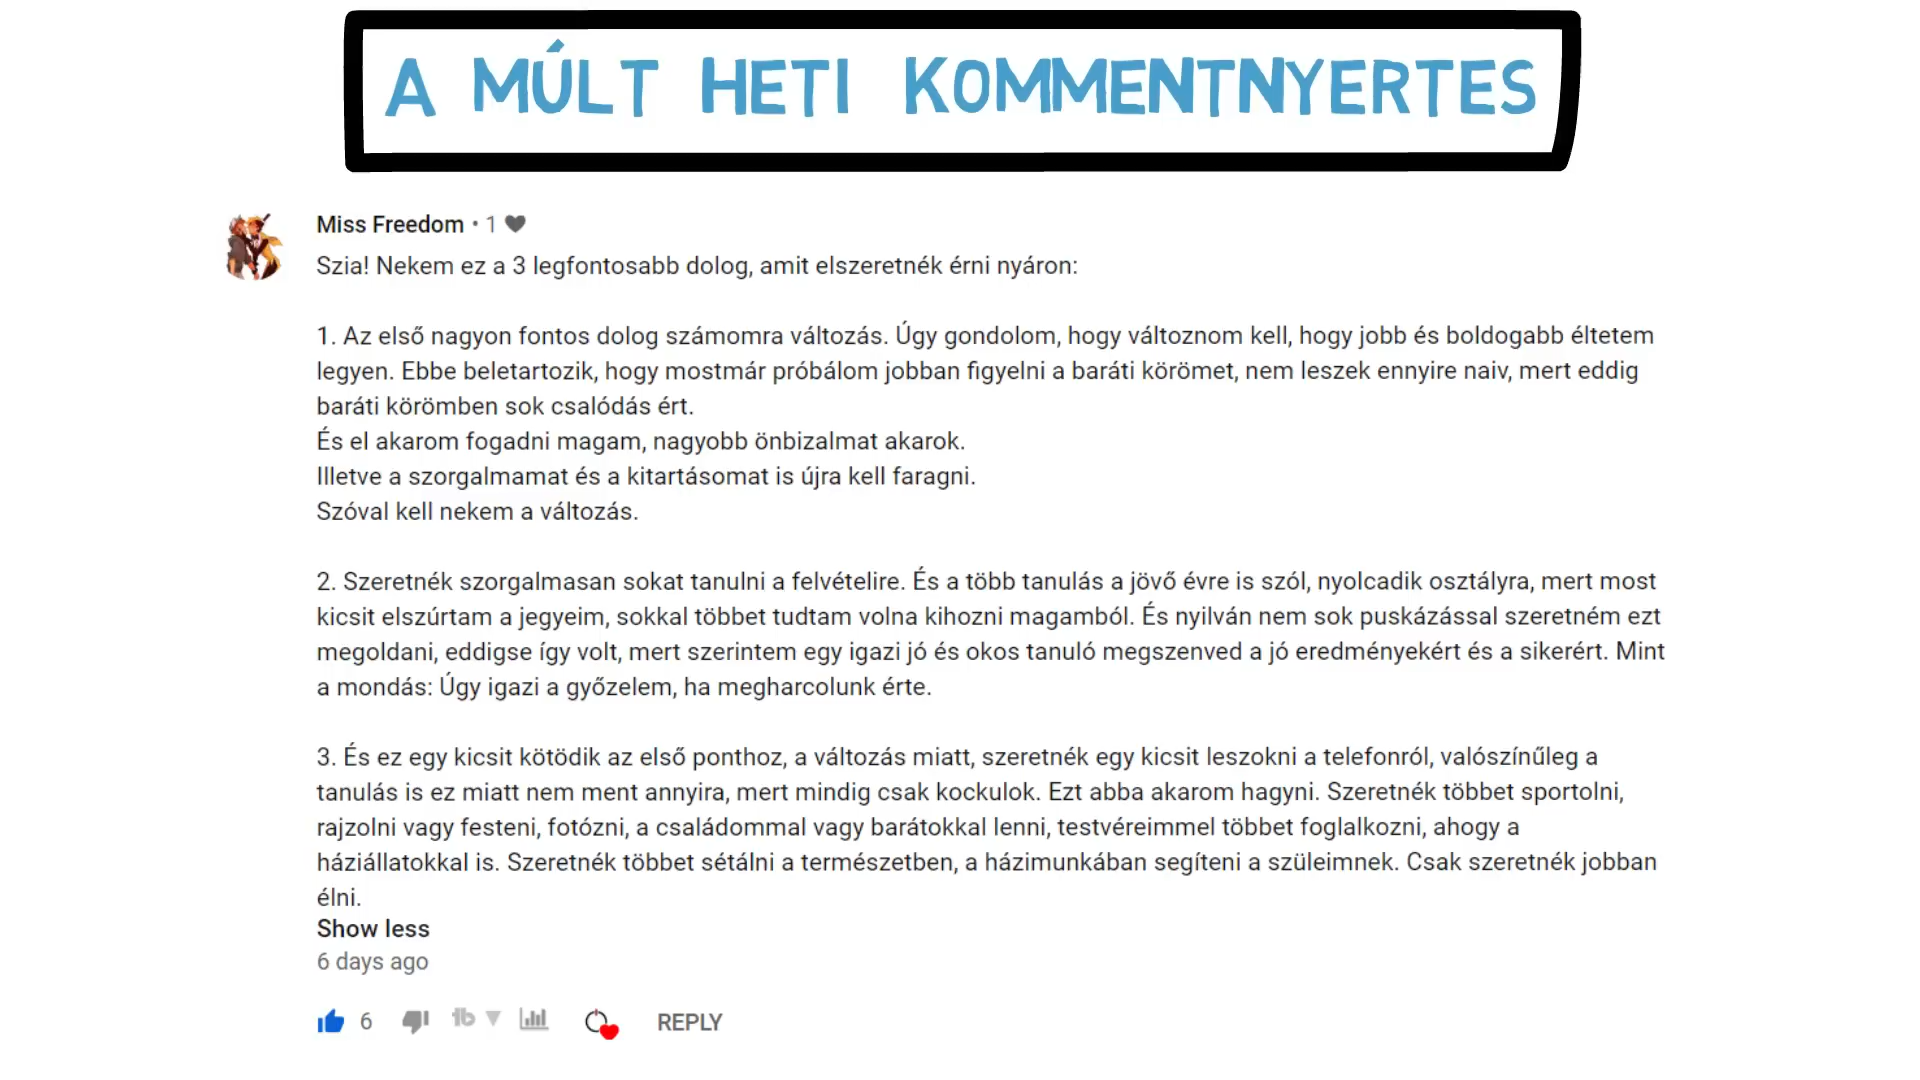 A MÚLT HETI KOMMENTNYERTES
Miss Freedom • 1
Szia! Nekem ez a 3 legfontosabb dolog, amit elszeretnék érni nyáron:
1. Az első nagyon fontos dolog számomra változás. Úgy gondolom, hogy változnom kell, hogy jobb és boldogabb éltetem
legyen. Ebbe beletartozik, hogy mostmár próbálom jobban figyelni a baráti körömet, nem leszek ennyire naiv, mert eddig
baráti körömben sok csalódás ért.
És el akarom fogadni magam, nagyobb önbizalmat akarok.
Illetve a szorgalmamat és a kitartásomat is újra kell faragni.
Szóval kell nekem a változás.
2. Szeretnék szorgalmasan sokat tanulni a felvételire. És a több tanulás a jövő évre is szól, nyolcadik osztályra, mert most
kicsit elszúrtam a jegyeim, sokkal többet tudtam volna kihozni magamból. És nyilván nem sok puskázással szeretném ezt
megoldani, eddigse így volt, mert szerintem egy igazi jó és okos tanuló megszenved a jó eredményekért és a sikerért. Mint
a mondás: Úgy igazi a győzelem, ha megharcolunk érte.
3. És ez egy kicsit kötödik az első ponthoz, a változás miatt, szeretnék egy kicsit leszokni a telefonról, valószínűleg a
tanulás is ez miatt nem ment annyira, mert mindig csak kockulok. Ezt abba akarom hagyni. Szeretnék többet sportolni,
rajzolni vagy festeni, fotózni, a családommal vagy barátokkal lenni, testvéreimmel többet foglalkozni, ahogy a
háziállatokkal is. Szeretnék többet sétálni a természetben, a házimunkában segíteni a szüleimnek. Csak szeretnék jobban
élni.
Show less
6 days ago
6 tb REPLY